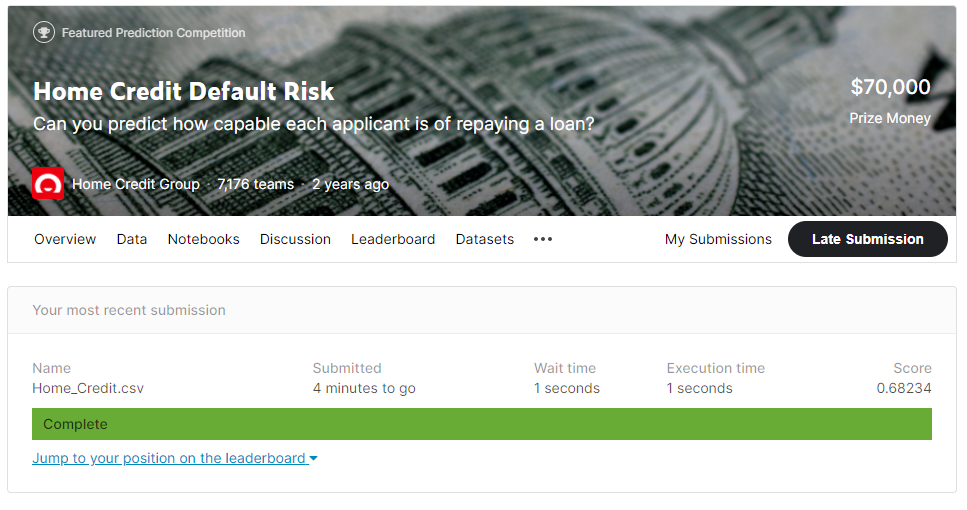 Featured Prediction Competition
Home Credit Default Risk
$70,000
Can you predict how capable each applicant is of repaying a loan?
Prize Money
Home Credit Group · 7,176 teams · 2 years ago
Overview Data Notebooks Discussion Leaderboard Datasets ••• My Submissions Late Submission
Your most recent submission
Name Submitted Wait time Execution time Score
Home_Credit.csv 4 minutes to go 1 seconds 1 seconds 0.68234
Complete
Jump to your position on the leaderboard